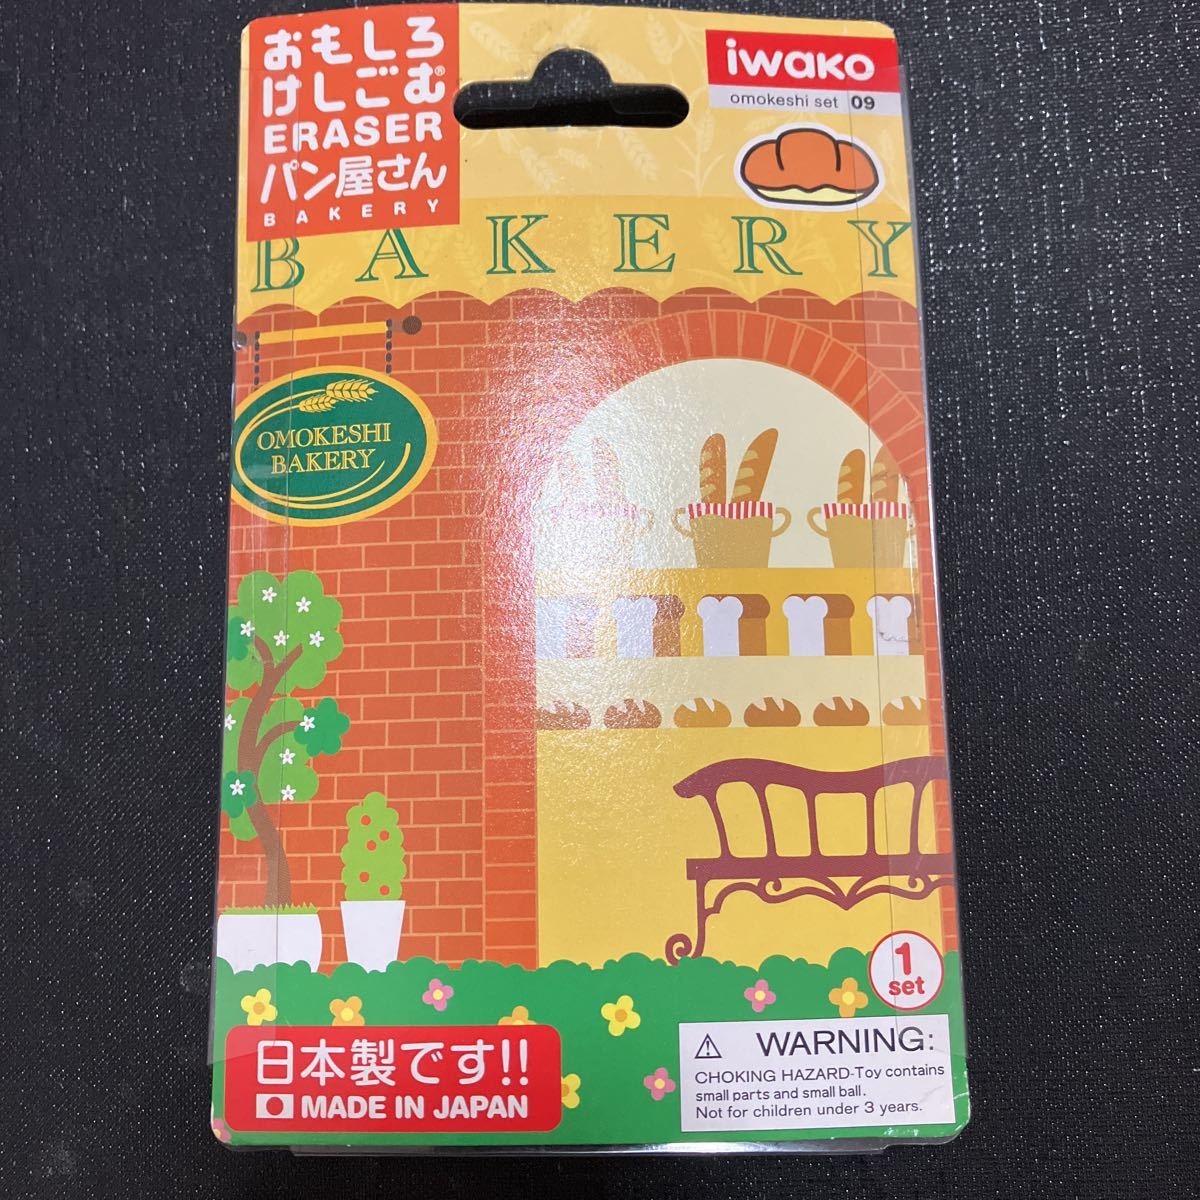 おもしろ
けしごむ®
ERASER
パン屋さん
BAKERY
iwako
omokeshi set 09
BAKERY
OMOKESHI
BAKERY
1
set
日本製です!!
MADE IN JAPAN
WARNING:
CHOKING HAZARD-Toy contains
small parts and small ball.
Not for children under 3 years.